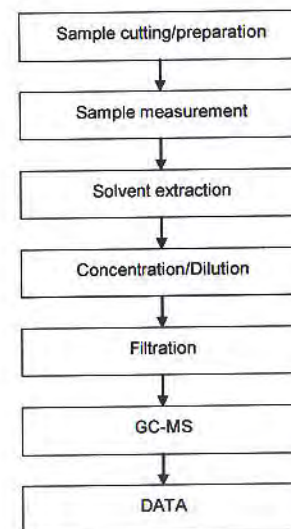 Sample cutting/preparation
Sample measurement
Solvent extraction
Concentration/Dilution
Filtration
GC-MS
DATA